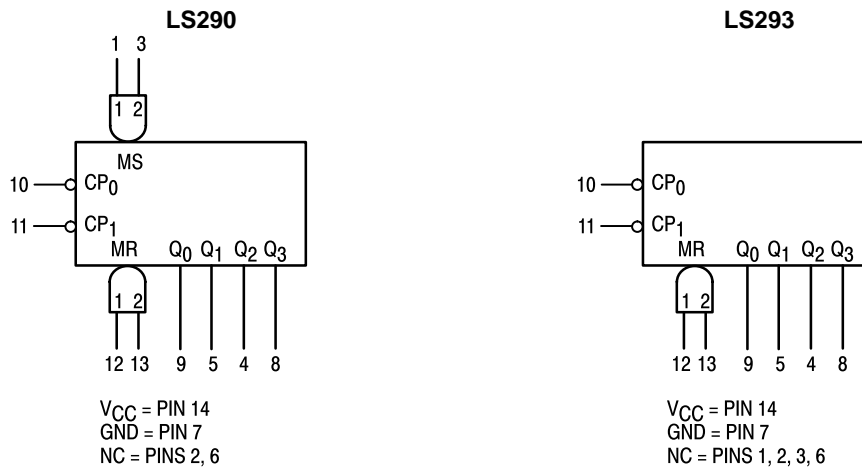 LS290
1 3
1 2
MS
10 CP0
11 CP1
MR Q0 Q1 Q2 Q3
1 2
12 13 9 5 4 8
VCC = PIN 14
GND = PIN 7
NC = PINS 2, 6
LS293
10 CP0
11 CP1
MR Q0 Q1 Q2 Q3
1 2
12 13 9 5 4 8
VCC = PIN 14
GND = PIN 7
NC = PINS 1, 2, 3, 6